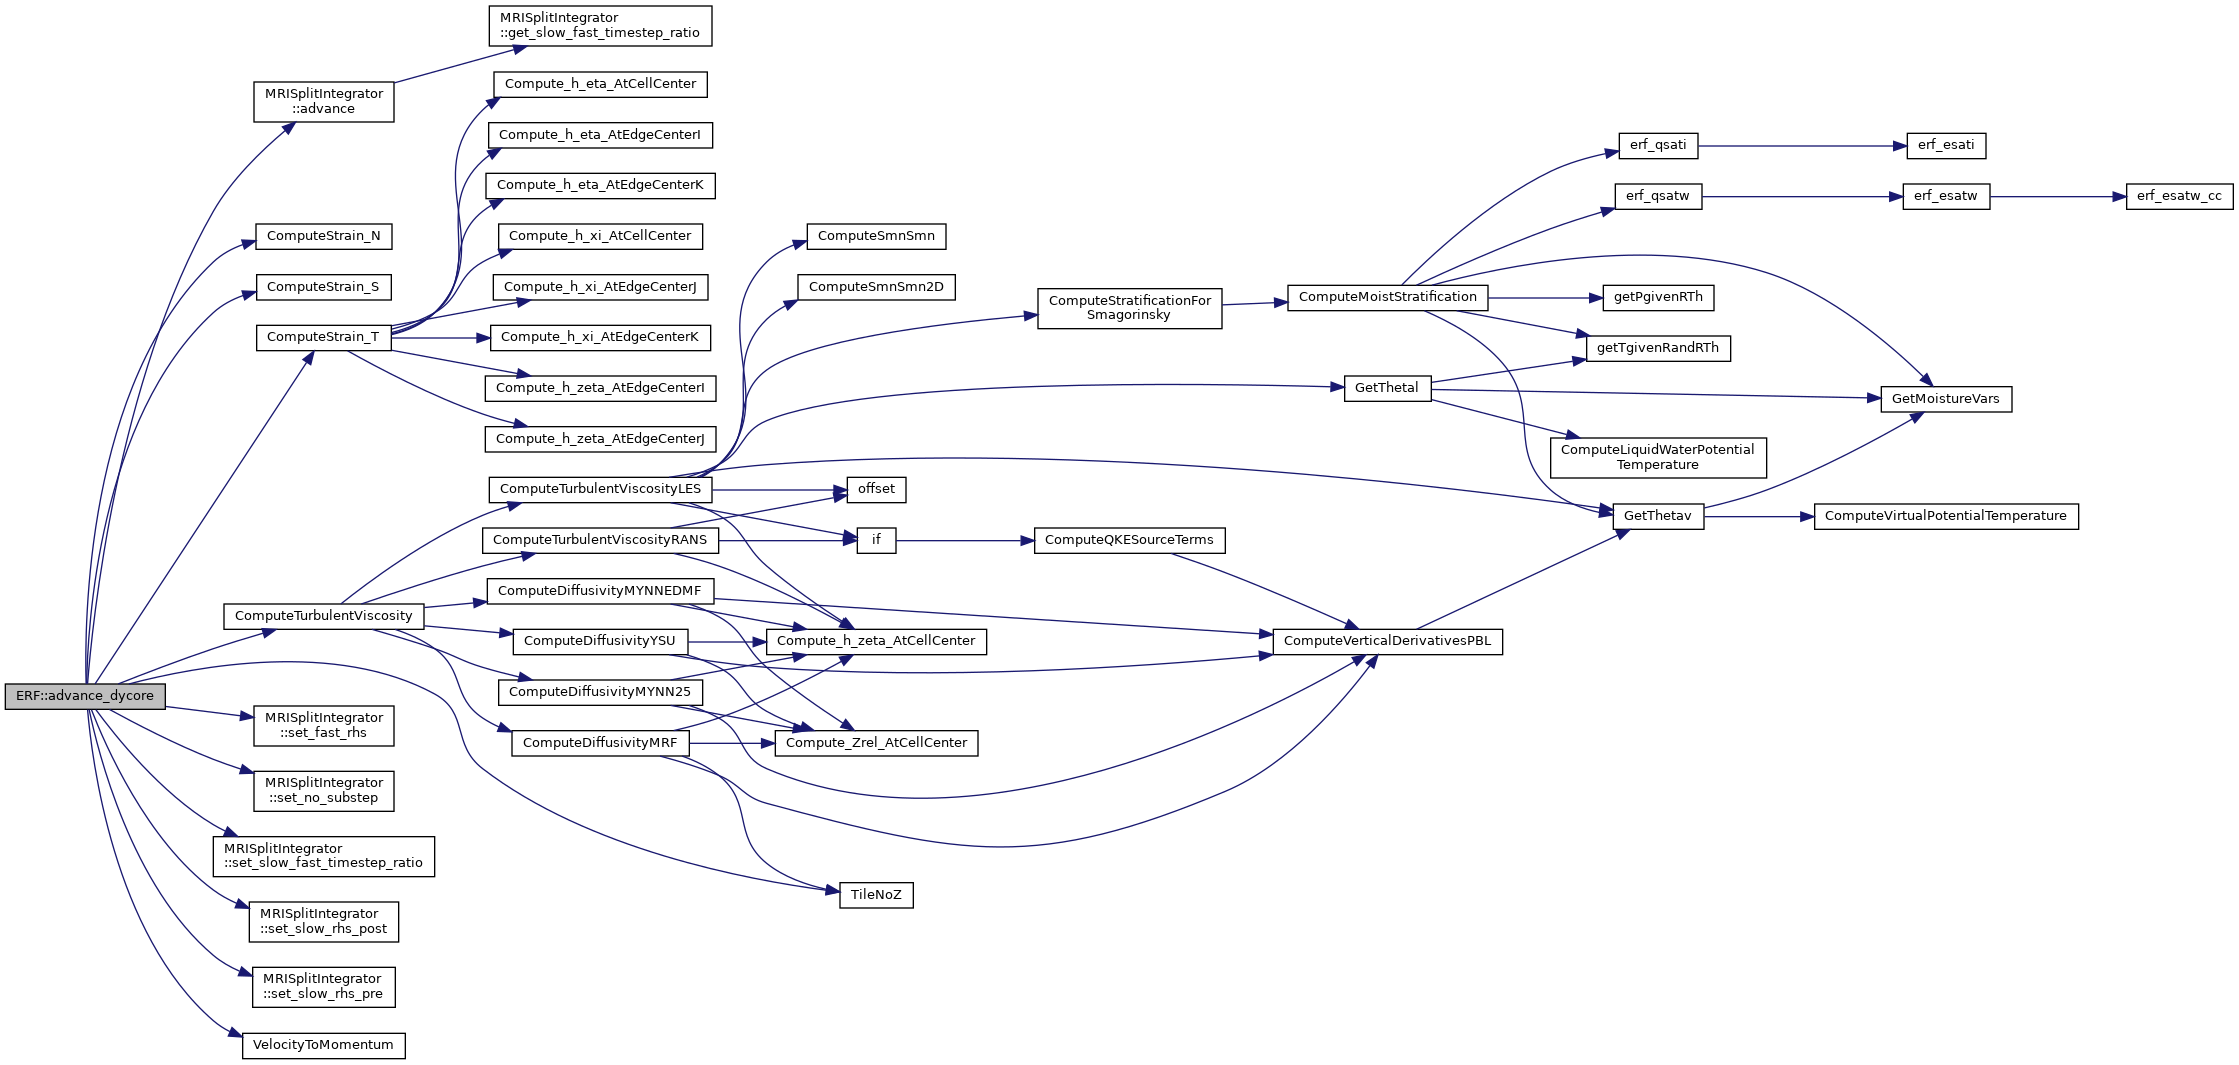 ERF::advance_dycore
MRISplitIntegrator
::advance
ComputeStrain_N
ComputeStrain_S
ComputeStrain_T
ComputeTurbulentViscosity
MRISplitIntegrator
::set_fast_rhs
MRISplitIntegrator
::set_no_substep
MRISplitIntegrator
::set_slow_fast_timestep_ratio
MRISplitIntegrator
::set_slow_rhs_post
MRISplitIntegrator
::set_slow_rhs_pre
VelocityToMomentum
MRISplitIntegrator
::get_slow_fast_timestep_ratio
Compute_h_eta_AtCellCenter
Compute_h_eta_AtEdgeCenterI
Compute_h_eta_AtEdgeCenterK
Compute_h_xi_AtCellCenter
Compute_h_xi_AtEdgeCenterJ
Compute_h_xi_AtEdgeCenterK
Compute_h_zeta_AtEdgeCenterI
Compute_h_zeta_AtEdgeCenterJ
ComputeTurbulentViscosityLES
ComputeTurbulentViscosityRANS
ComputeDiffusivityMYNNEDMF
ComputeDiffusivityYSU
ComputeDiffusivityMYNN25
ComputeDiffusivityMRF
ComputeSmnSmn
ComputeSmnSmn2D
offset
if
Compute_h_zeta_AtCellCenter
Compute_Zrel_AtCellCenter
TileNoZ
ComputeStratificationFor
Smagorinsky
ComputeQKESourceTerms
ComputeMoistStratification
GetThetal
ComputeVerticalDerivativesPBL
erf_qsati
erf_qsatw
getPgivenRTh
getTgivenRandRTh
ComputeLiquidWaterPotential
Temperature
GetThetav
erf_esati
erf_esatw
GetMoistureVars
ComputeVirtualPotentialTemperature
erf_esatw_cc